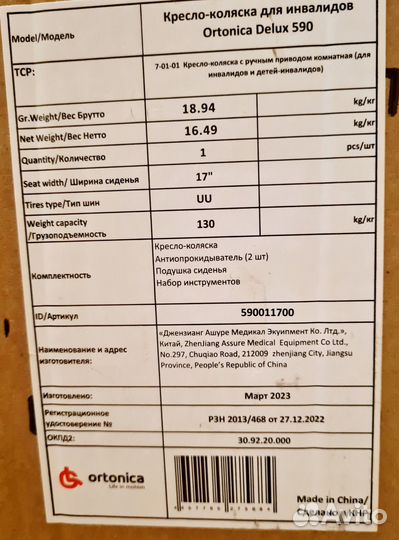 Model/Модель
Кресло-коляска для инвалидов
Ortonica Delux 590
ТСР:
7-01-01 Кресло-коляска с ручным приводом комнатная (для
инвалидов и детей-инвалидов)
Gr.Weight/Вес Брутто 18.94 kg/кг
Net Weight/Вес Нетто 16.49 kg/кг
Quantity/Количество 1 pcs/шт
Seat width/ Ширина сиденья 17"
Tires type/Тип шин UU
Weight capacity
/Грузоподъемность 130 kg/кг
Комплектность
Кресло-коляска
Антиопрокидыватель (2 шт)
Подушка сиденья
Набор инструментов
ID/Артикул 590011700
Наименование и адрес
изготовителя:
«Джензианг Ашуре Медикал Экуипмент Ко. Лтд.»,
Китай, ZhenJiang Assure Medical Equipment Co Ltd.,
No.297, Chuqiao Road, 212009 zhenjiang City, Jiangsu
Province, People's Republic of China
Изготовлено: Март 2023
Регистрационное
удостоверение № РЗН 2013/468 от 27.12.2022
ОКПД2: 30.92.20.000
ortonica
Life in motion
Made in China/
Сделано в КНР
Avito